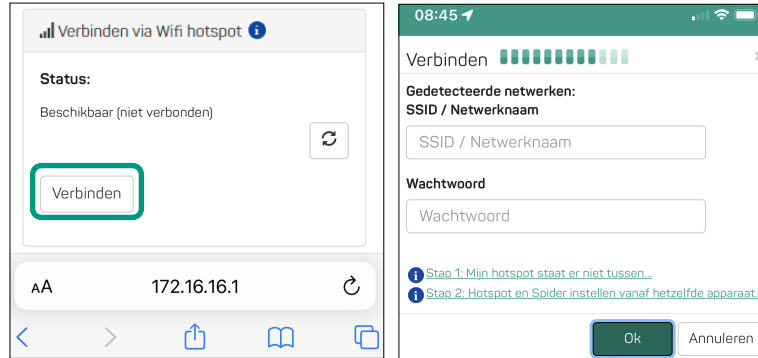 Verbinden via Wifi hotspot i
Status:
Beschikbaar (niet verbonden)
Verbinden
AA 172.16.16.1
08:45
Verbinden
Gedetecteerde netwerken:
SSID / Netwerknaam
SSID / Netwerknaam
Wachtwoord
Wachtwoord
i Stap 1: Mijn hotspot staat er niet tussen...
i Stap 2: Hotspot en Spider instellen vanaf hetzelfde apparaat.
Ok Annuleren